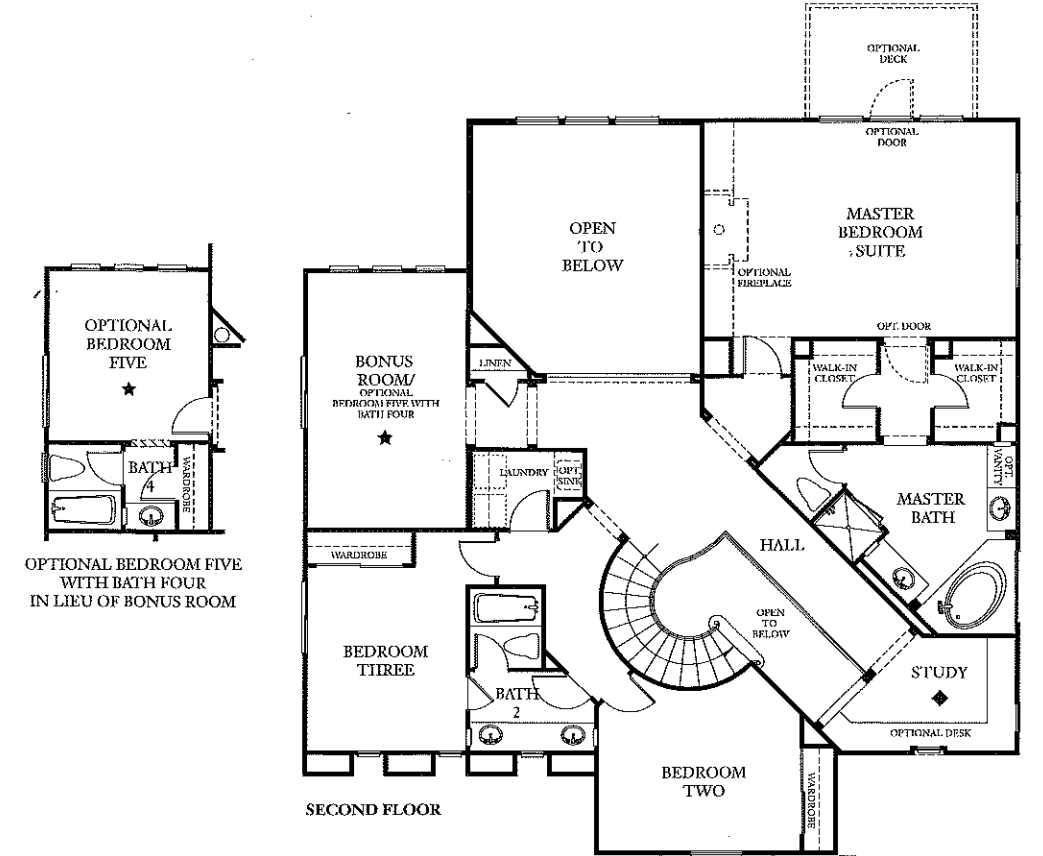 OPTIONAL
DECK
OPTIONAL
DOOR
OPEN
TO
BELOW
MASTER
BEDROOM
SUITE
OPTIONAL
FIREPLACE
OPT. DOOR
WALK-IN
CLOSET
WALK-IN
CLOSET
LINEN
BONUS
ROOM/
OPTIONAL
BEDROOM FIVE WITH
BATH FOUR
OPTIONAL
BEDROOM
FIVE
BATH
4
WARDROBE
OPTIONAL BEDROOM FIVE
WITH BATH FOUR
IN LIEU OF BONUS ROOM
LAUNDRY
OPT.
SINK
OPT.
VANITY
MASTER
BATH
HALL
WARDROBE
OPEN
TO
BELOW
BEDROOM
THREE
BATH
2
STUDY
OPTIONAL DESK
BEDROOM
TWO
WARDROBE
SECOND FLOOR